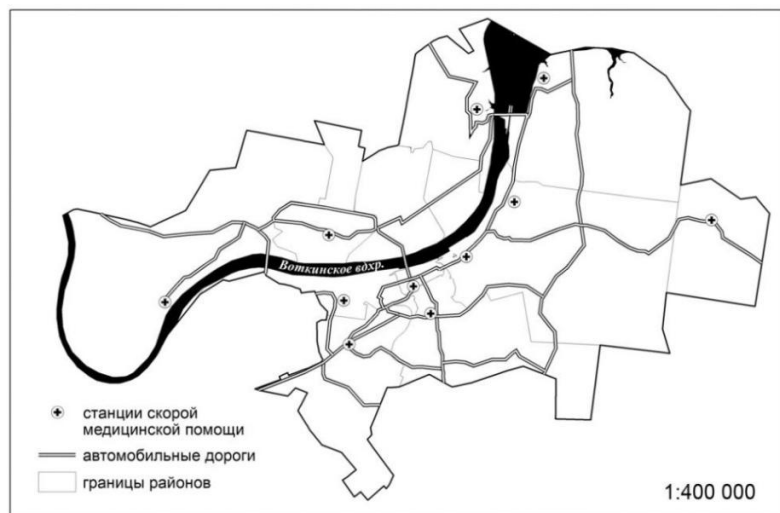 Воткинское вдхр.
станции скорой
медицинской помощи
автомобильные дороги
границы районов
1:400 000